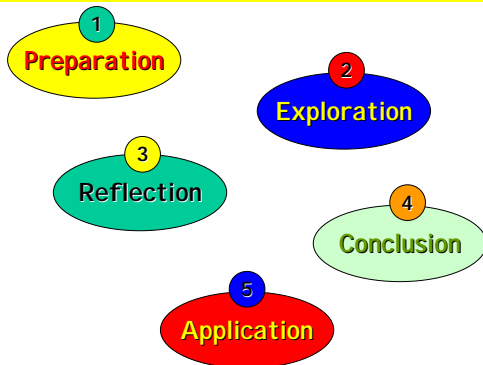 1
Preparation
2
Exploration
3
Reflection
4
Conclusion
5
Application